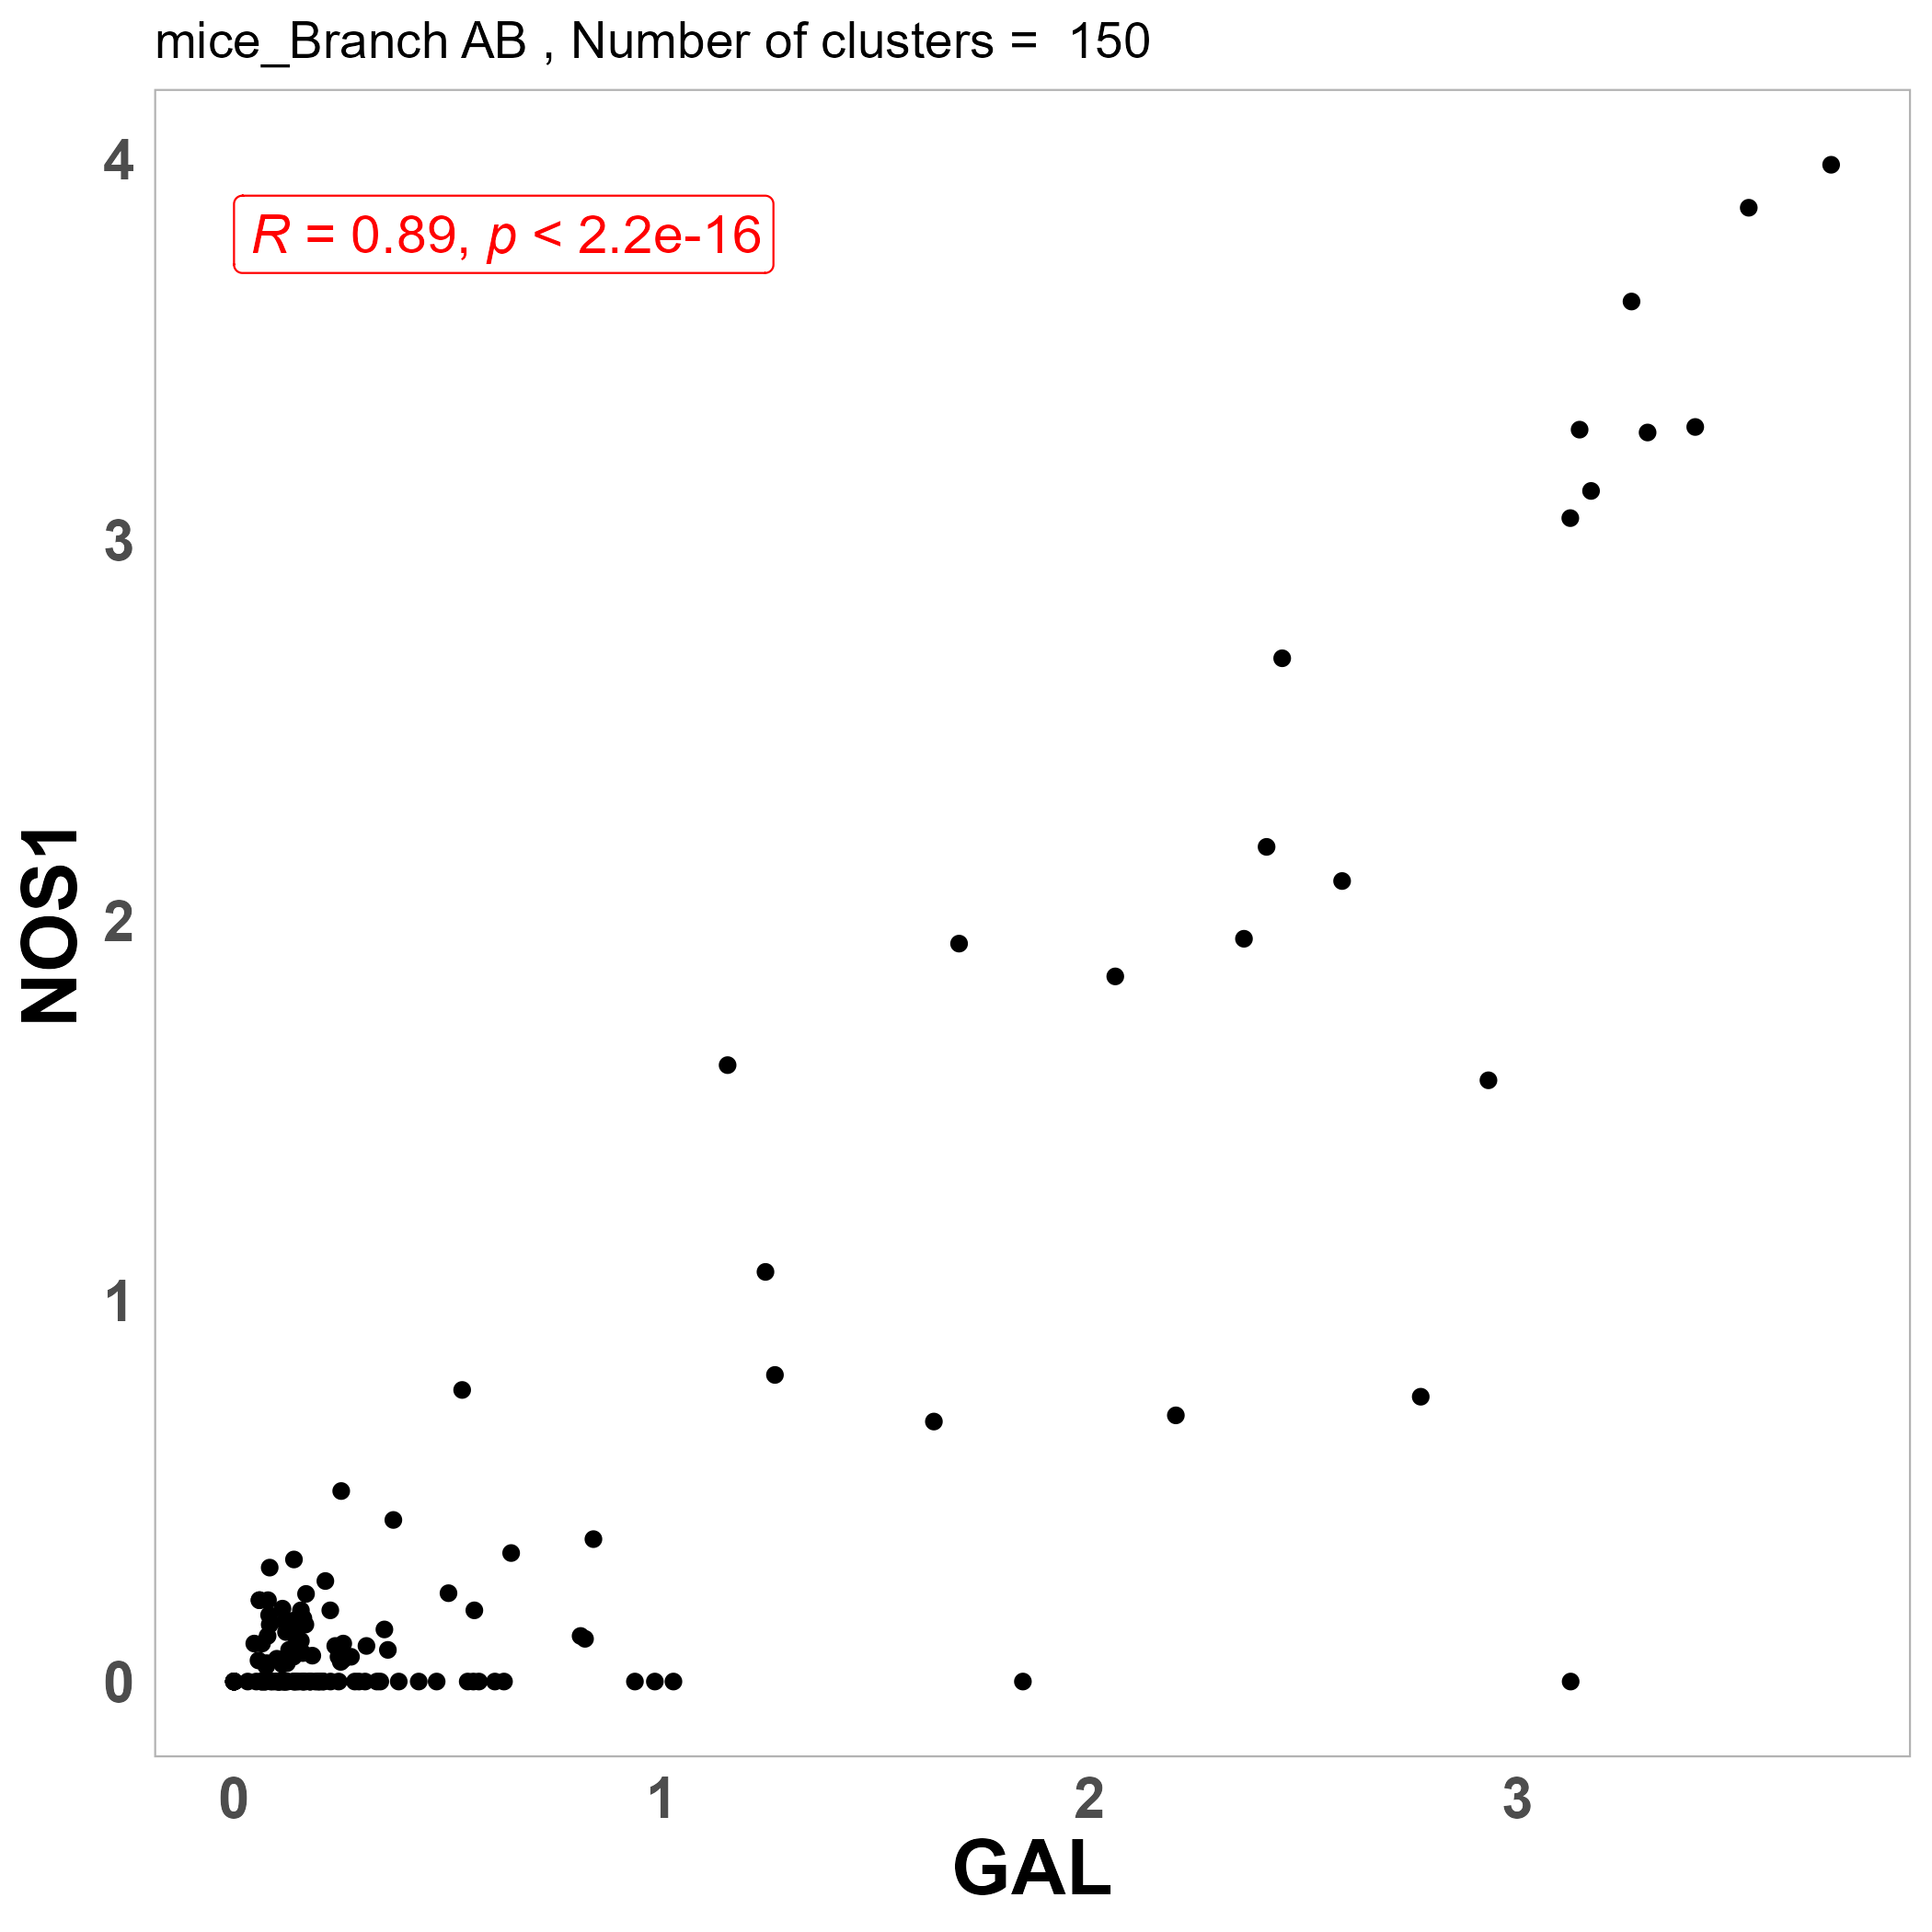 mice_Branch AB , Number of clusters =  150
R = 0.89, p < 2.2e-16
4
3
2
1
0
NOS1
0 1 2 3
GAL